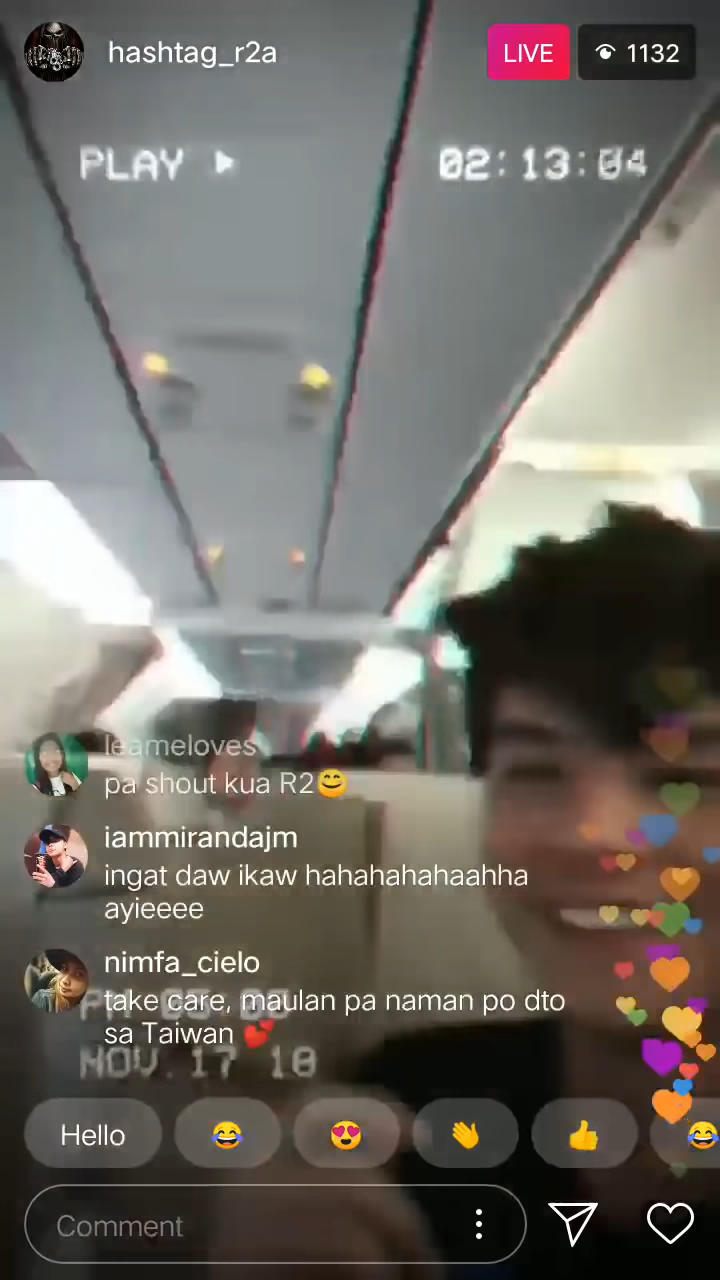 hashtag_r2a
LIVE
1132
PLAY
02:13:04
leameloves
pa shout kua R2😄
iammirandajm
ingat daw ikaw hahahahahaahha
ayieeee
nimfa_cielo
take care, maulan pa naman po dto
sa Taiwan 💕
PM
NOV. 17
Hello
😂
😍
👋
👍
😂
Comment